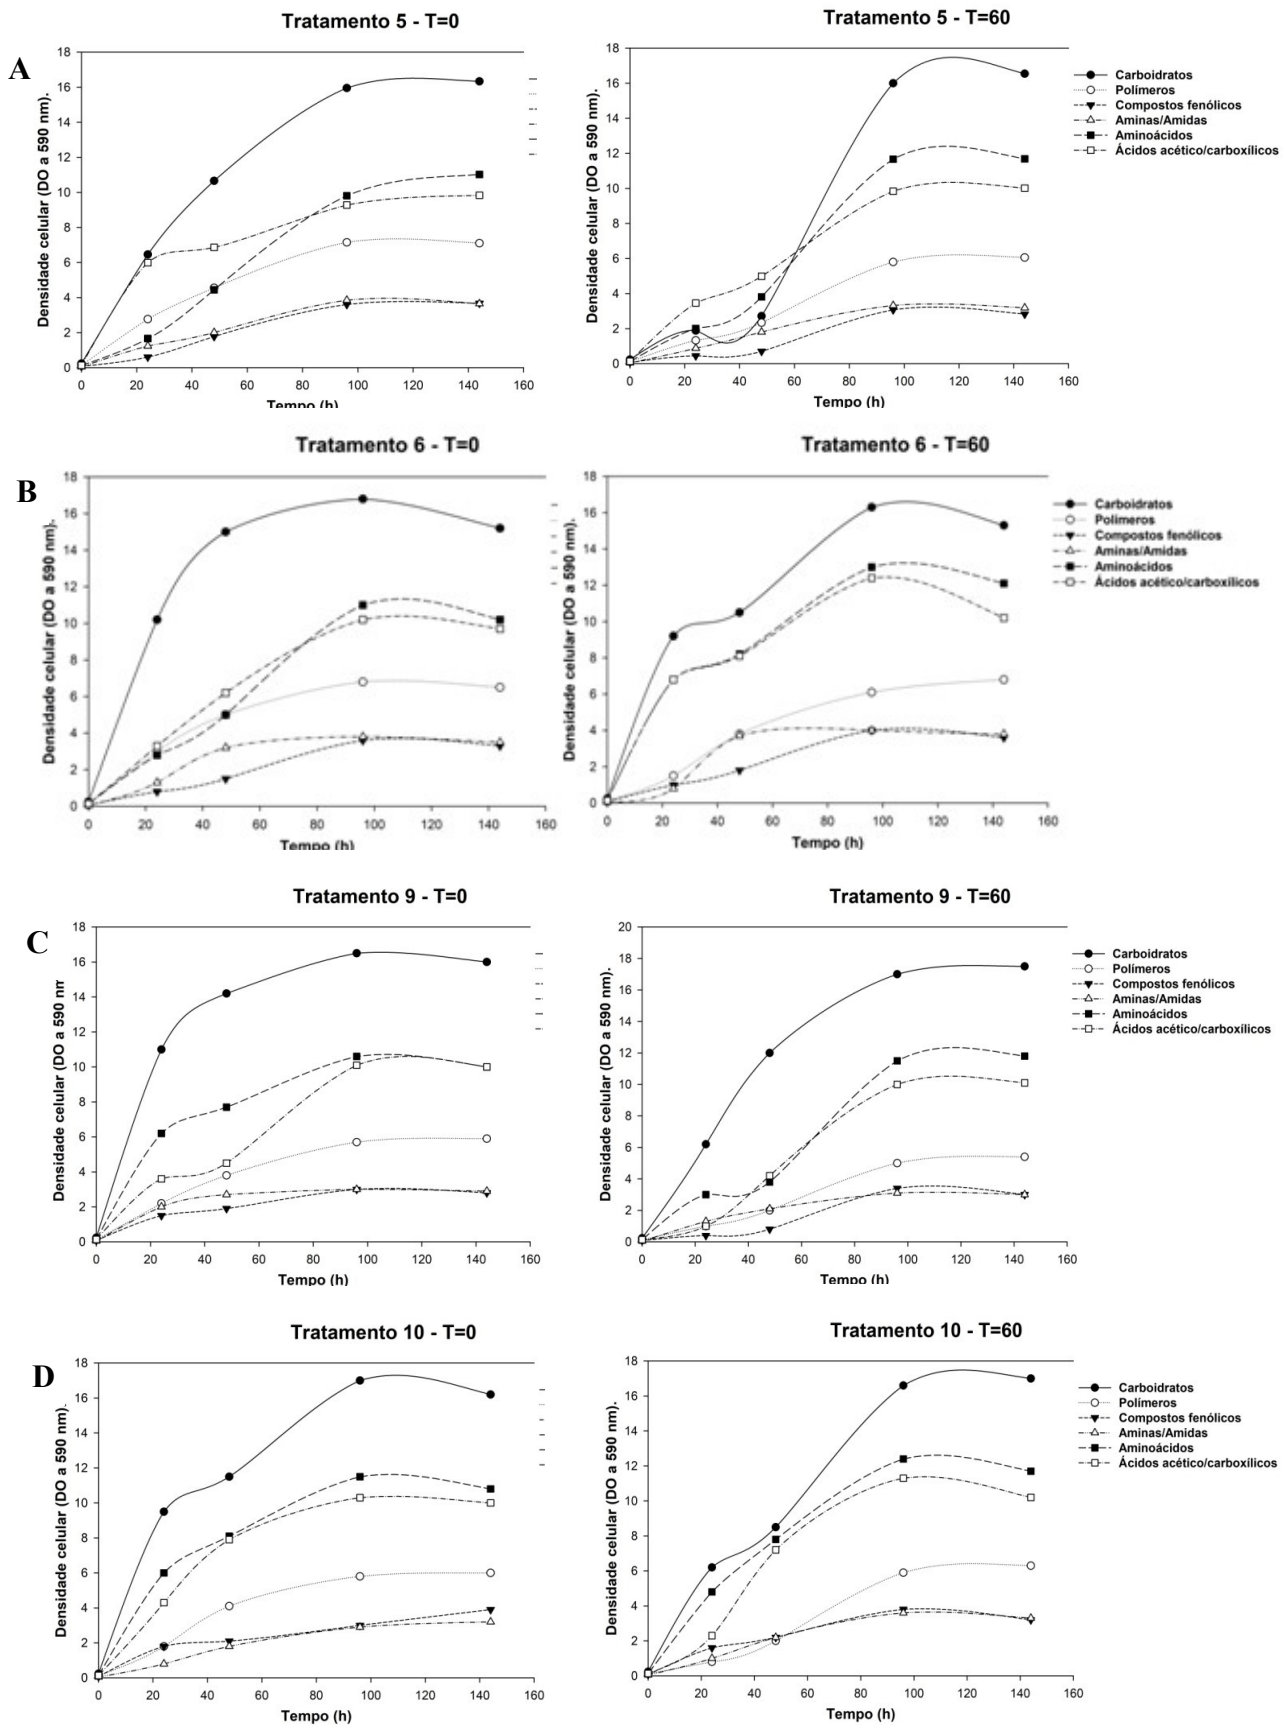 Tratamento 5 - T=0
Tratamento 5 - T=60
A
Densidade celular (DO a 590 nm).
18
16
14
12
10
8
6
4
2
0
0 20 40 60 80 100 120 140 160
Tempo (h)
Densidade celular (DO a 590 nm).
18
16
14
12
10
8
6
4
2
0
0 20 40 60 80 100 120 140 160
Tempo (h)
Carboidratos
Polímeros
Compostos fenólicos
Aminas/Amidas
Aminoácidos
Ácidos acético/carboxílicos
Tratamento 6 - T=0
Tratamento 6 - T=60
B
Densidade celular (DO a 590 nm).
18
16
14
12
10
8
6
4
2
0
0 20 40 60 80 100 120 140 160
Tempo (h)
Densidade celular (DO a 590 nm).
18
16
14
12
10
8
6
4
2
0
0 20 40 60 80 100 120 140 160
Tempo (h)
Carboidratos
Polímeros
Compostos fenólicos
Aminas/Amidas
Aminoácidos
Ácidos acético/carboxílicos
Tratamento 9 - T=0
Tratamento 9 - T=60
C
Densidade celular (DO a 590
18
16
14
12
10
8
6
4
2
0
0 20 40 60 80 100 120 140 160
Tempo (h)
Densidade celular (DO a 590 nm).
20
18
16
14
12
10
8
6
4
2
0
0 20 40 60 80 100 120 140 160
Tempo (h)
Carboidratos
Polímeros
Compostos fenólicos
Aminas/Amidas
Aminoácidos
Ácidos acético/carboxílicos
Tratamento 10 - T=0
Tratamento 10 - T=60
D
Densidade celular (DO a 590 nm).
18
16
14
12
10
8
6
4
2
0
0 20 40 60 80 100 120 140 160
Tempo (h)
Densidade celular (DO a 590 nm).
18
16
14
12
10
8
6
4
2
0
0 20 40 60 80 100 120 140 160
Tempo (h)
Carboidratos
Polímeros
Compostos fenólicos
Aminas/Amidas
Aminoácidos
Ácidos acético/carboxílicos